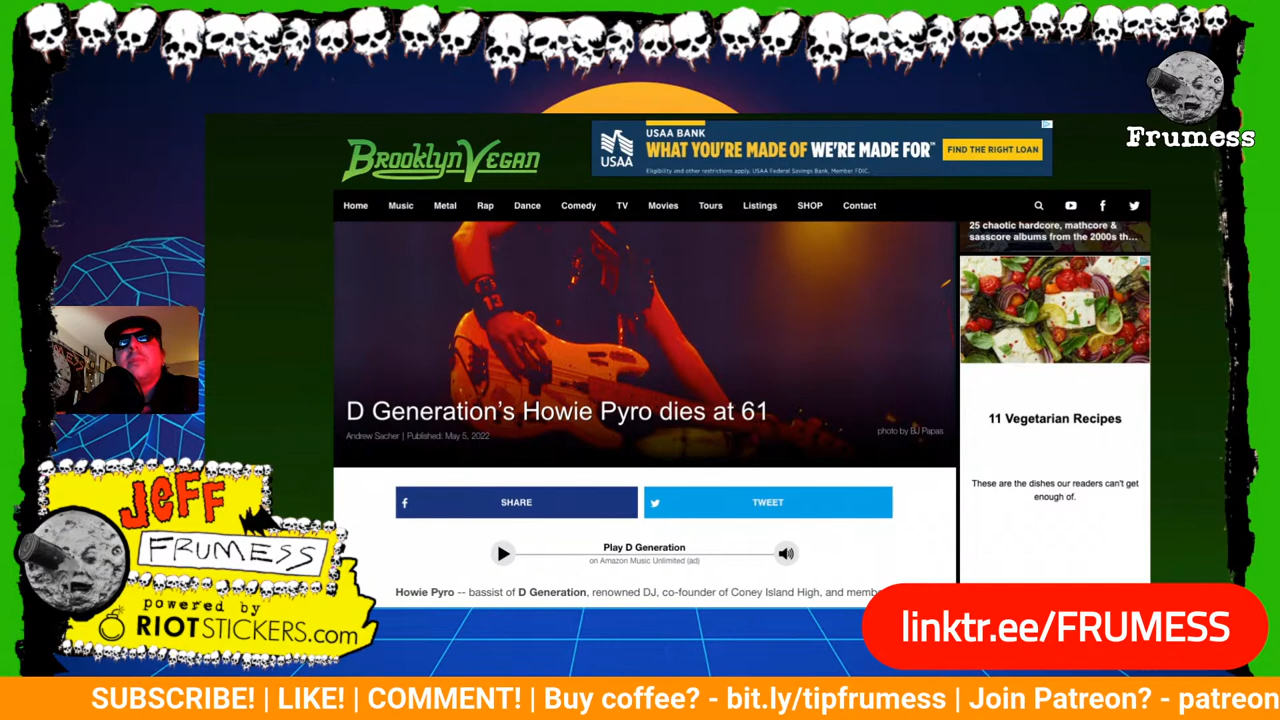 Frumess
BROOKLYNVEGAN
USAA BANK
USAA
WHAT YOU'RE MADE OF WE'RE MADE FOR™
FIND THE RIGHT LOAN
Eligibility and other restrictions apply. USAA Federal Savings Bank, Member FDIC.
Home Music Metal Rap Dance Comedy TV Movies Tours Listings SHOP Contact
25 chaotic hardcore, mathcore &
sasscore albums from the 2000s th...
13
D Generation's Howie Pyro dies at 61
Andrew Sacher | Published: May 5, 2022
photo by BJ Papas
11 Vegetarian Recipes
These are the dishes our readers can't get
enough of.
SHARE
TWEET
Play D Generation
on Amazon Music Unlimited (ad)
Howie Pyro -- bassist of D Generation, renowned DJ, co-founder of Coney Island High, and memb
JEFF
FRUMESS
powered by
RIOTSTICKERS.com
linktr.ee/FRUMESS
SUBSCRIBE! | LIKE! | COMMENT! | Buy coffee? - bit.ly/tipfrumess | Join Patreon? - patreon